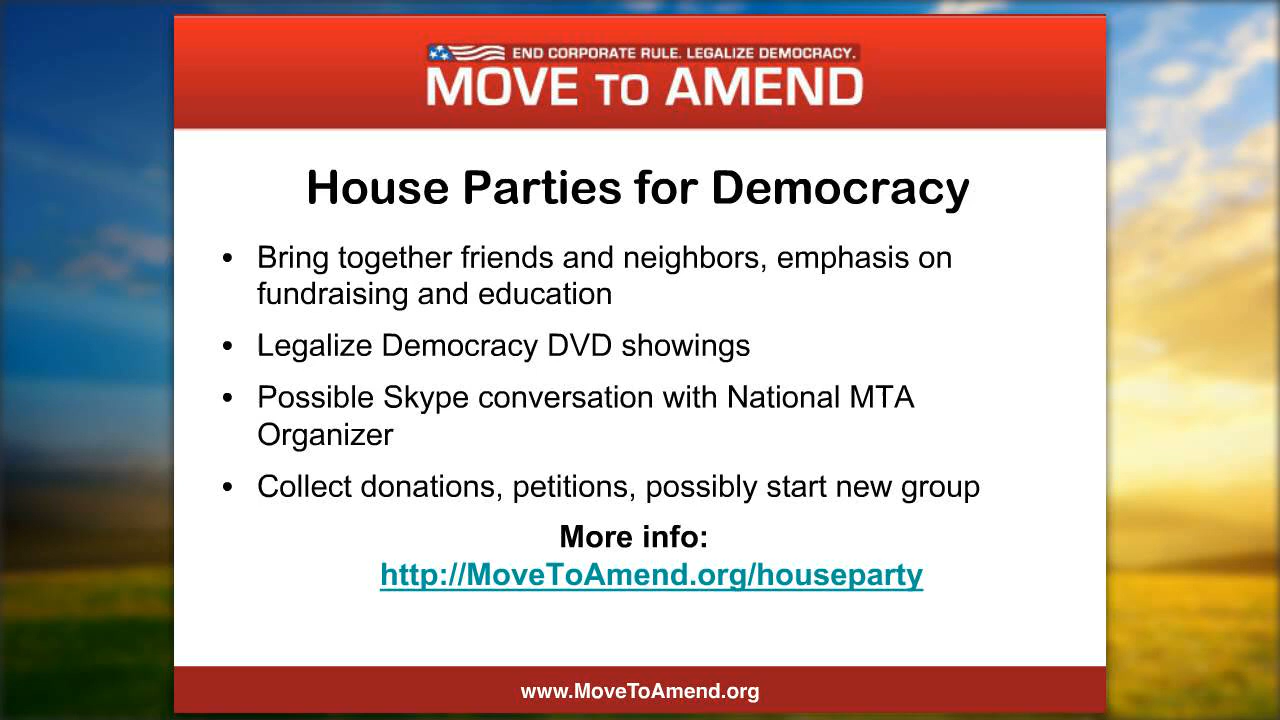 END CORPORATE RULE. LEGALIZE DEMOCRACY.
MOVE TO AMEND
House Parties for Democracy
• Bring together friends and neighbors, emphasis on
fundraising and education
• Legalize Democracy DVD showings
• Possible Skype conversation with National MTA
Organizer
• Collect donations, petitions, possibly start new group
More info:
http://MoveToAmend.org/houseparty
www.MoveToAmend.org